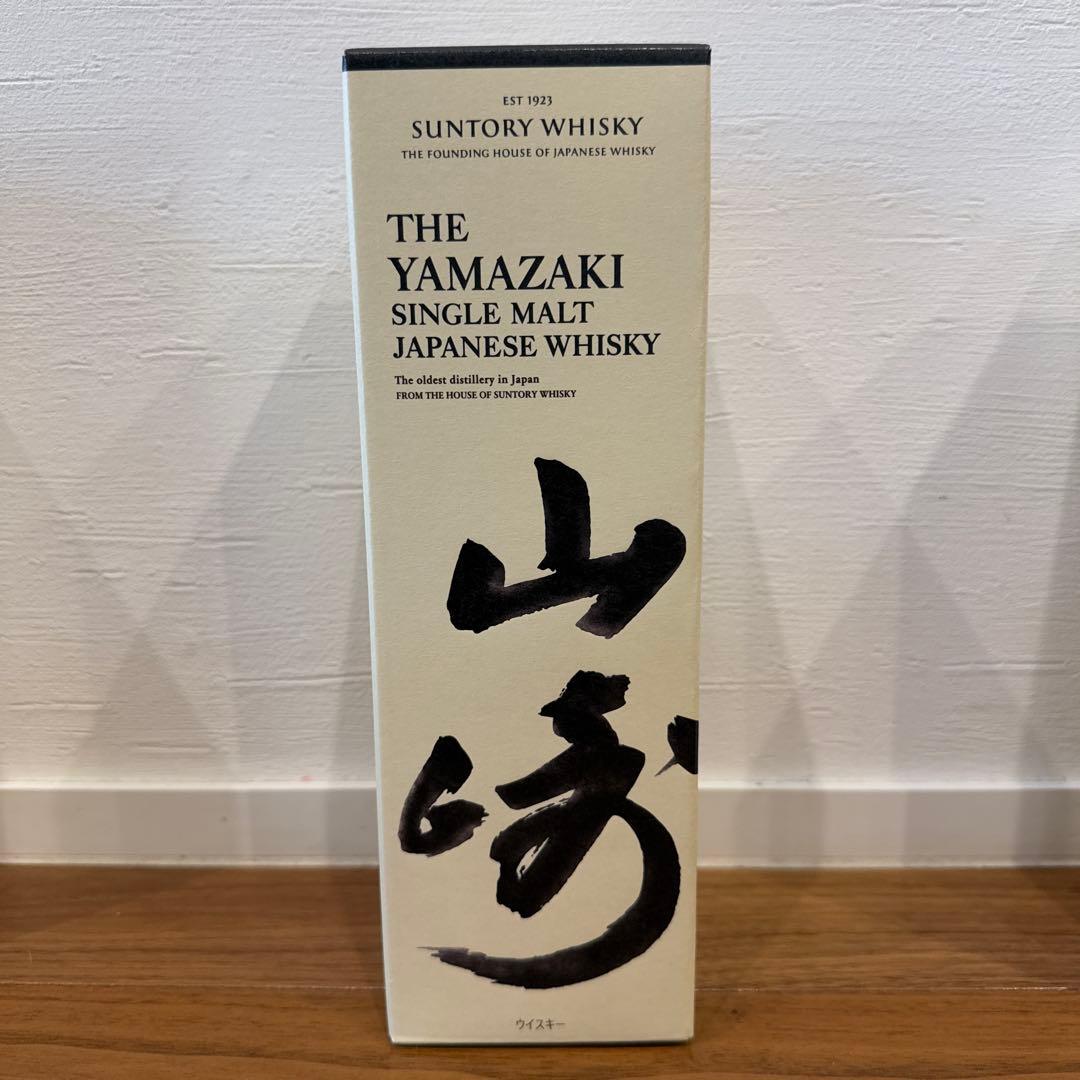 EST 1923
SUNTORY WHISKY
THE FOUNDING HOUSE OF JAPANESE WHISKY
THE
YAMAZAKI
SINGLE MALT
JAPANESE WHISKY
The oldest distillery in Japan
FROM THE HOUSE OF SUNTORY WHISKY
山
崎
ウイスキー